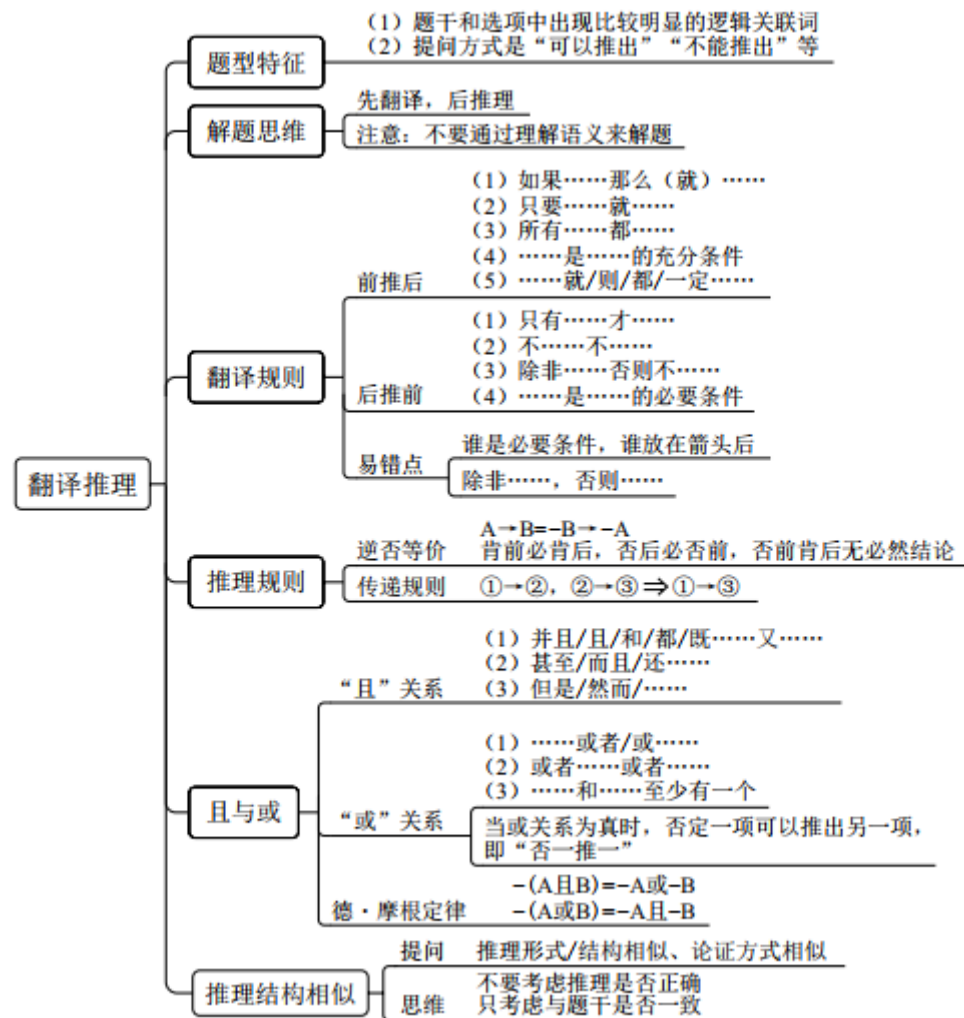 翻译推理
题型特征
（1）题干和选项中出现比较明显的逻辑关联词
（2）提问方式是“可以推出”“不能推出”等
解题思维
先翻译，后推理
注意：不要通过理解语义来解题
翻译规则
前推后
（1）如果……那么（就）……
（2）只要……就……
（3）所有……都……
（4）……是……的充分条件
（5）……就/则/都/一定……
后推前
（1）只有……才……
（2）不……不……
（3）除非……否则不……
（4）……是……的必要条件
易错点
谁是必要条件，谁放在箭头后
除非……，否则……
推理规则
逆否等价
A→B=-B→-A
肯前必肯后，否后必否前，否前肯后无必然结论
传递规则
①→②，②→③⇒①→③
且与或
“且”关系
（1）并且/且/和/都/既……又……
（2）甚至/而且/还……
（3）但是/然而/……
“或”关系
（1）……或者/或……
（2）或者……或者……
（3）……和……至少有一个
当或关系为真时，否定一项可以推出另一项，
即“否一推一”
德·摩根定律
-(A且B)=-A或-B
-(A或B)=-A且-B
推理结构相似
提问
推理形式/结构相似、论证方式相似
思维
不要考虑推理是否正确
只考虑与题干是否一致